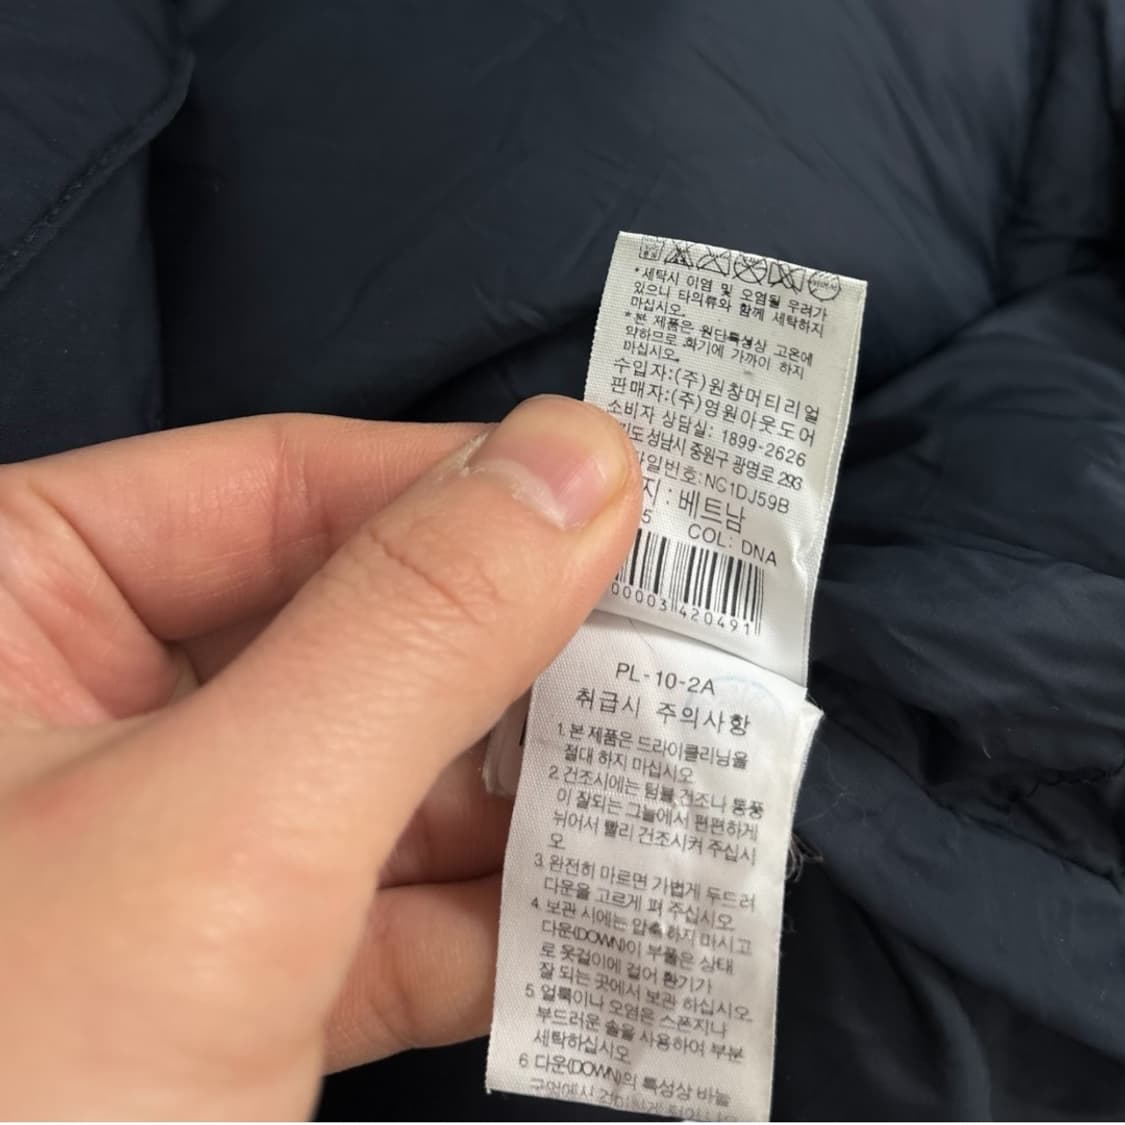 *세탁시 이염 및 오염될 우려가
있으니 타의류와 함께 세탁하지
마십시오.
*본 제품은 원단특성상 고온에
약하므로 화기에 가까이 하지
마십시오.
수입자:(주)원창머티리얼
판매자:(주)영원아웃도어
소비자 상담실: 1899-2626
도 성남시 중원구 광명로 293
일번호:NC1DJ59B
지 : 베트남
5 COL: DNA
00003 420491
PL-10-2A
취급시 주의사항
1. 본 제품은 드라이클리닝을
절대 하지 마십시오
2. 건조시에는 텀블 건조나 통풍
이 잘되는 그늘에서 편편하게
뉘어서 빨리 건조시켜 주십시
오
3. 완전히 마르면 가볍게 두드려
다운을 고르게 펴 주십시오
4. 보관 시에는 압축하지 마시고
다운(DOWN)이 부풀은 상태
로 옷걸이에 걸어 환기가
잘 되는 곳에서 보관 하십시오.
5. 얼룩이나 오염은 스폰지나
부드러운 솔을 사용하여 부분
세탁하십시오
6. 다운(DOWN)의 특성상 바늘
구멍에서